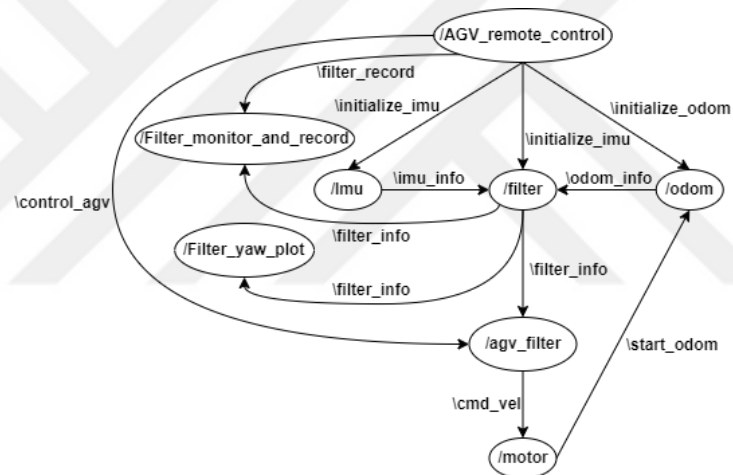 /AGV_remote_control
\filter_record
\initialize_imu
\initialize_odom
/Filter_monitor_and_record
\initialize_imu
\control_agv
/Imu
\imu_info
/filter
\odom_info
/odom
\filter_info
/Filter_yaw_plot
\filter_info
\filter_info
/agv_filter
\start_odom
\cmd_vel
/motor